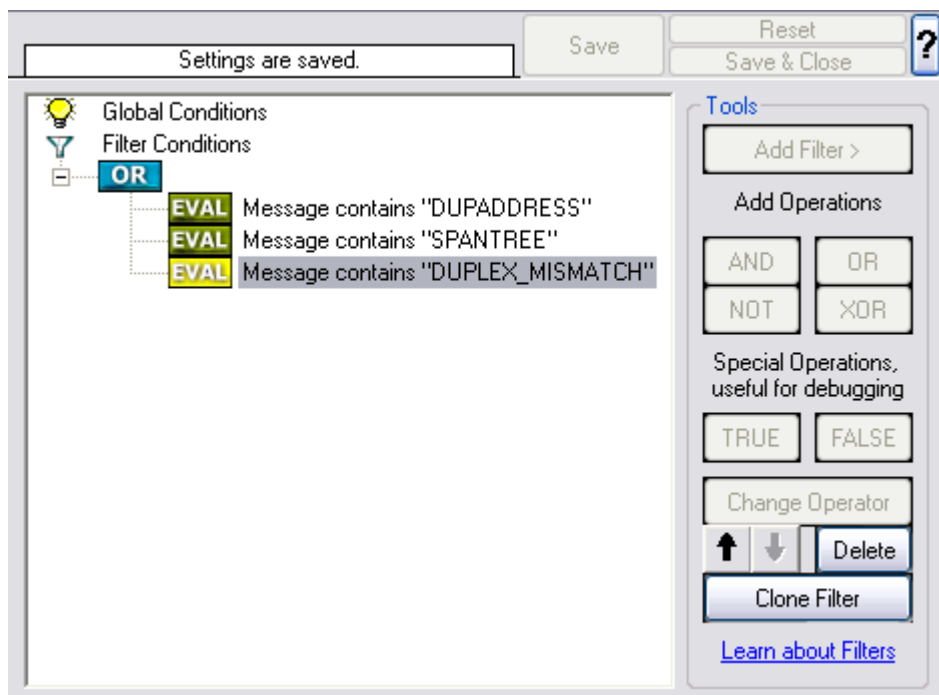 Settings are saved.
Save
Reset
Save & Close
?
Global Conditions
Filter Conditions
OR
EVAL Message contains "DUPADDRESS"
EVAL Message contains "SPANTREE"
EVAL Message contains "DUPLEX_MISMATCH"
Tools
Add Filter >
Add Operations
AND OR
NOT XOR
Special Operations,
useful for debugging
TRUE FALSE
Change Operator
Delete
Clone Filter
Learn about Filters